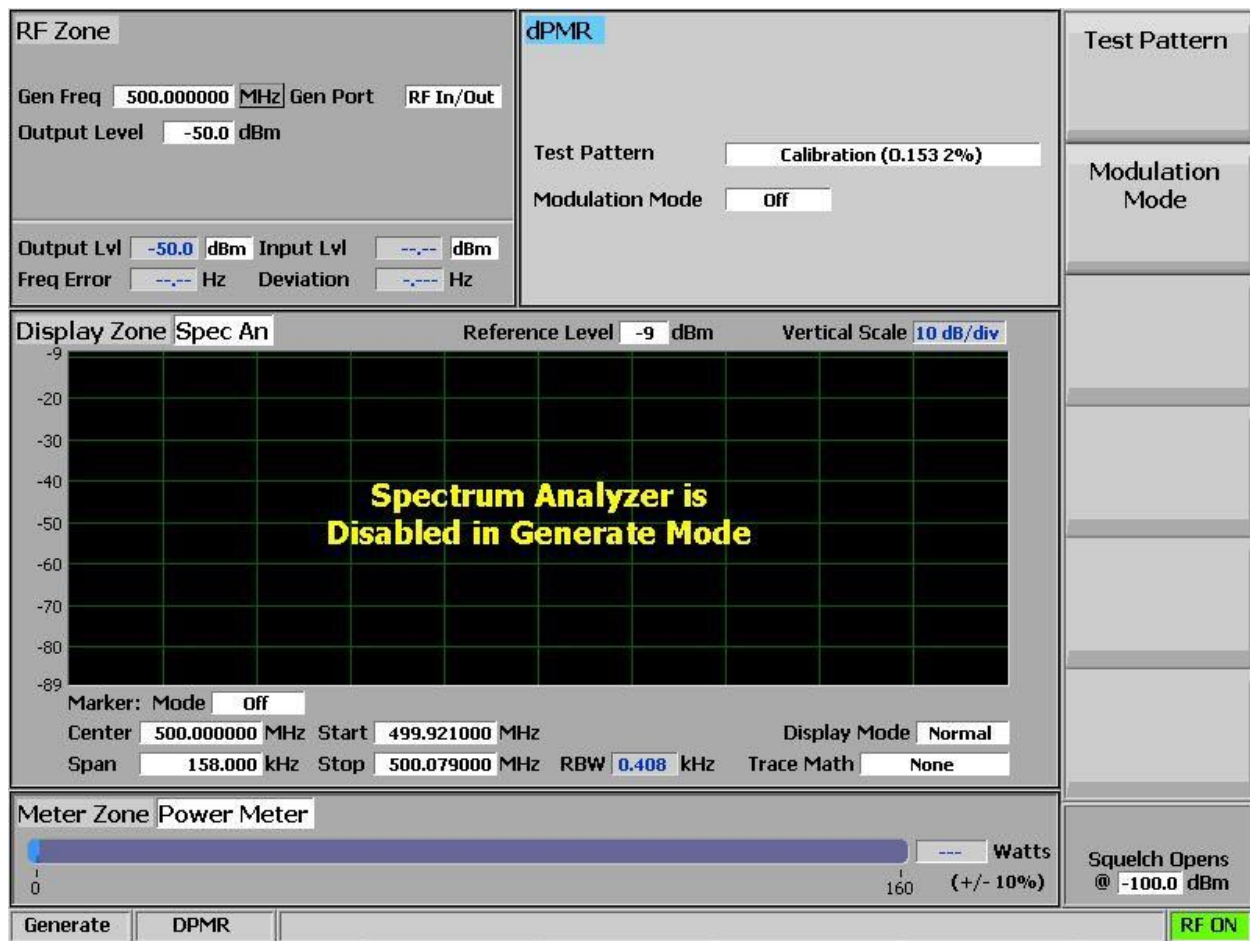 RF Zone
Gen Freq 500.000000 MHz Gen Port RF In/Out
Output Level -50.0 dBm
Output Lvl -50.0 dBm Input Lvl --.-- dBm
Freq Error --.-- Hz Deviation -.--- Hz
dPMR
Test Pattern Calibration (0.153 2%)
Modulation Mode Off
Test Pattern
Modulation
Mode
Display Zone Spec An Reference Level -9 dBm Vertical Scale 10 dB/div
-9
-20
-30
-40
-50
-60
-70
-80
-89
Spectrum Analyzer is
Disabled in Generate Mode
Marker: Mode Off
Center 500.000000 MHz Start 499.921000 MHz Display Mode Normal
Span 158.000 kHz Stop 500.079000 MHz RBW 0.408 kHz Trace Math None
Meter Zone Power Meter
--- Watts
0 160 (+/- 10%)
Squelch Opens
@ -100.0 dBm
Generate DPMR RF ON